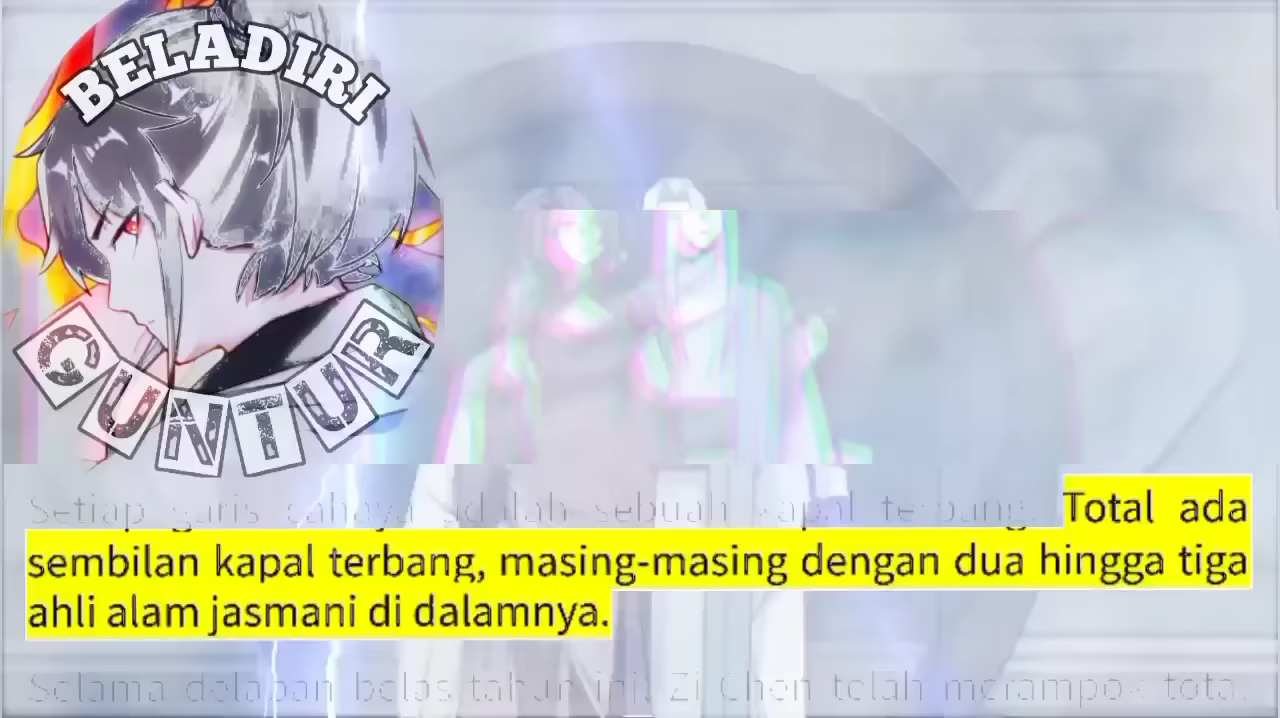 BELADIRI
GUNTUR
Setiap garis cahaya adalah sebuah kapal terbang. Total ada
sembilan kapal terbang, masing-masing dengan dua hingga tiga
ahli alam jasmani di dalamnya.
Selama delapan belas tahun ini, Zi Chen telah merampok total